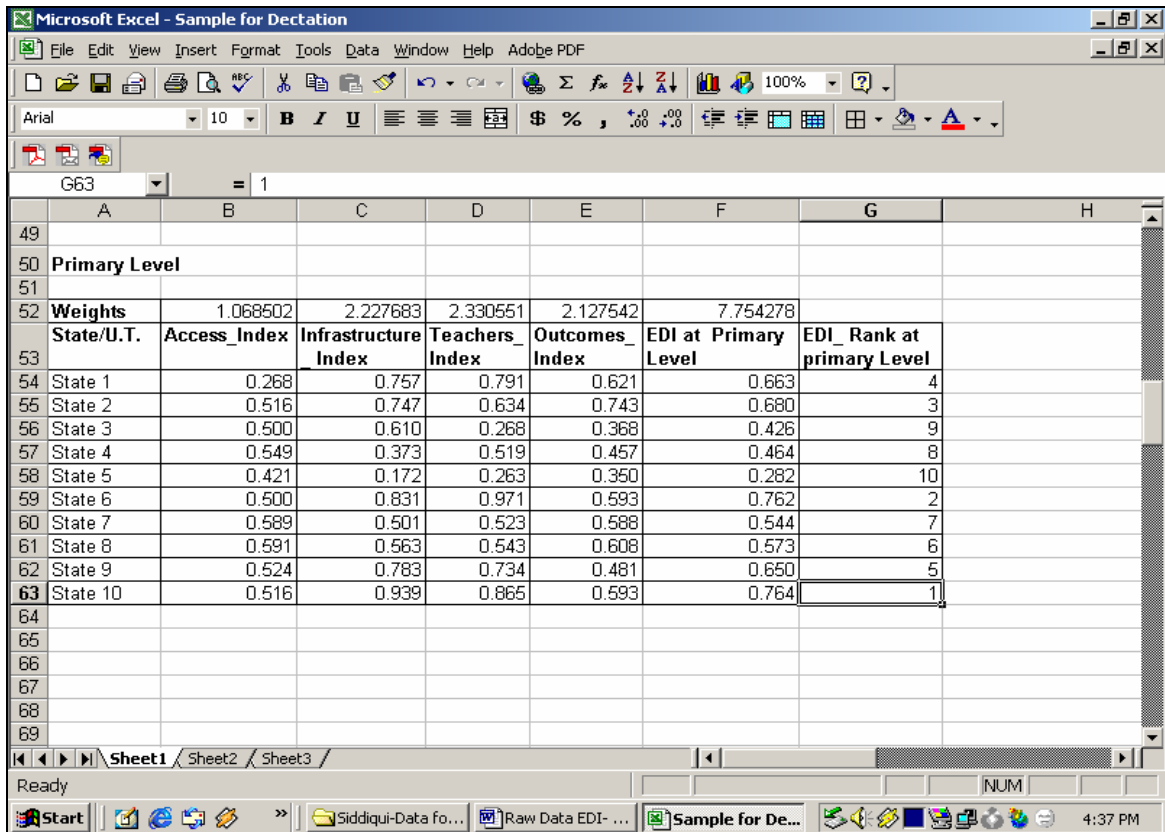 Microsoft Excel - Sample for Dectation
File Edit View Insert Format Tools Data Window Help Adobe PDF
100%
Arial 10 B I U $ % ,
G63 = 1
A B C D E F G H
49
50 Primary Level
51
52 Weights 1.068502 2.227683 2.330551 2.127542 7.754278
State/U.T. Access_Index Infrastructure Teachers_ Outcomes_ EDI at Primary EDI_ Rank at
53 _ Index Index Index Level primary Level
54 State 1 0.268 0.757 0.791 0.621 0.663 4
55 State 2 0.516 0.747 0.634 0.743 0.680 3
56 State 3 0.500 0.610 0.268 0.368 0.426 9
57 State 4 0.549 0.373 0.519 0.457 0.464 8
58 State 5 0.421 0.172 0.263 0.350 0.282 10
59 State 6 0.500 0.831 0.971 0.593 0.762 2
60 State 7 0.589 0.501 0.523 0.588 0.544 7
61 State 8 0.591 0.563 0.543 0.608 0.573 6
62 State 9 0.524 0.783 0.734 0.481 0.650 5
63 State 10 0.516 0.939 0.865 0.593 0.764 1
64
65
66
67
68
69
Sheet1 Sheet2 Sheet3
Ready NUM
Start Siddiqui-Data fo... Raw Data EDI- ... Sample for De... 4:37 PM